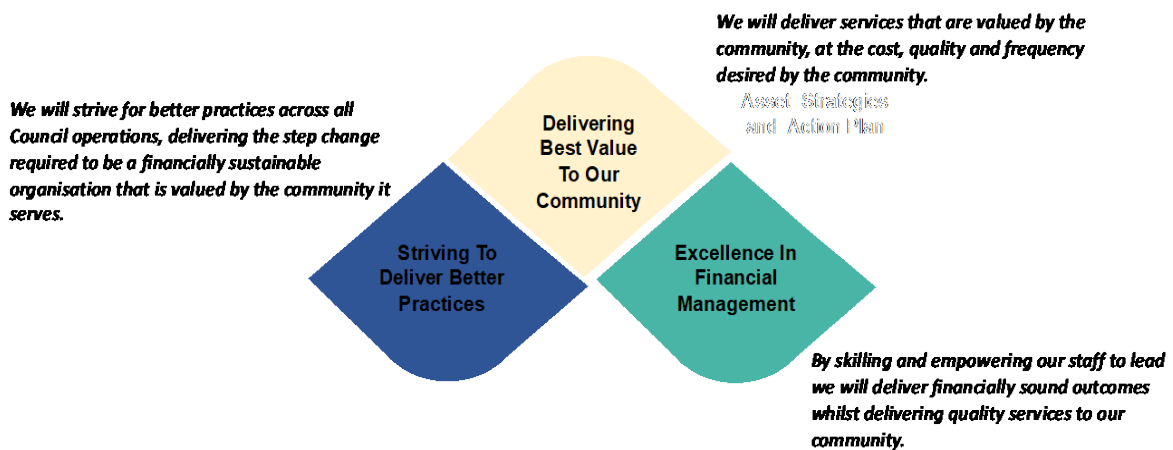 We will deliver services that are valued by the
community, at the cost, quality and frequency
desired by the community.
Asset Strategies
and Action Plan
We will strive for better practices across all
Council operations, delivering the step change
required to be a financially sustainable
organisation that is valued by the community it
serves.
Delivering
Best Value
To Our
Community
Striving To
Deliver Better
Practices
Excellence In
Financial
Management
By skilling and empowering our staff to lead
we will deliver financially sound outcomes
whilst delivering quality services to our
community.